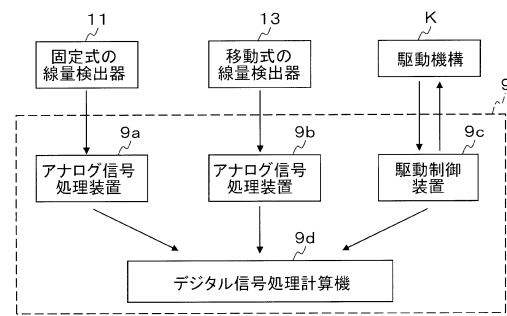 11
13
K
固定式の
線量検出器
移動式の
線量検出器
駆動機構
9
9a
9b
9c
アナログ信号
処理装置
アナログ信号
処理装置
駆動制御
装置
9d
デジタル信号処理計算機